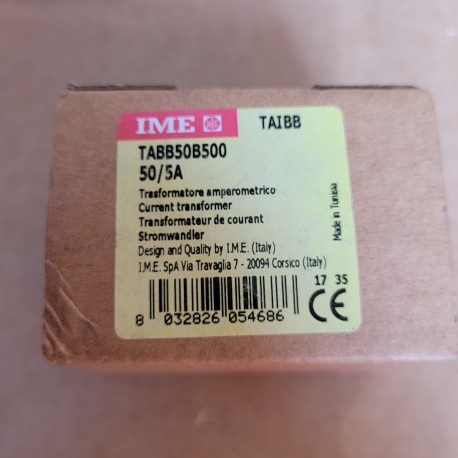 IME TAIBB
TABB50B500
50/5A
Trasformatore amperometrico
Current transformer
Transformateur de courant
Stromwandler
Design and Quality by I.M.E. (Italy)
I.M.E. SpA Via Travaglia 7 - 20094 Corsico (Italy)
Made in Tunisia
17 35
8 032826 054686
CE